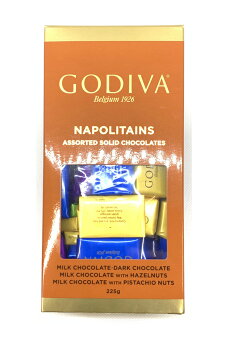 GODIVA
Belgium 1926
NAPOLITAINS
ASSORTED SOLID CHOCOLATES
MILK CHOCOLATE·DARK CHOCOLATE
MILK CHOCOLATE WITH HAZELNUTS
MILK CHOCOLATE WITH PISTACHIO NUTS
225g